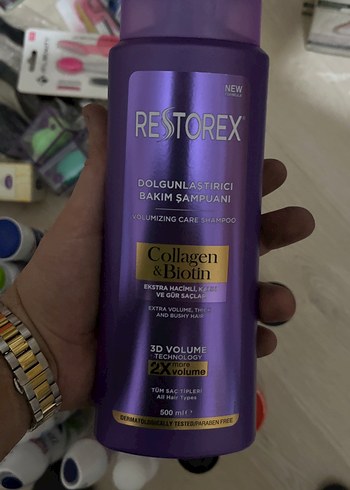 NEW
FORMULA
RESTOREX
DOLGUNLAŞTIRICI
BAKIM ŞAMPUANI
VOLUMIZING CARE SHAMPOO
Collagen
& Biotin
EKSTRA HACİMLİ,
VE GÜR SAÇLAR
EXTRA VOLUME, THICK
AND BUSHY HAIR
3D VOLUME
TECHNOLOGY
2X more
volume
TÜM SAÇ TİPLERİ
All Hair Types
500 ml e
DERMATOLOGICALLY TESTED/PARABEN FREE